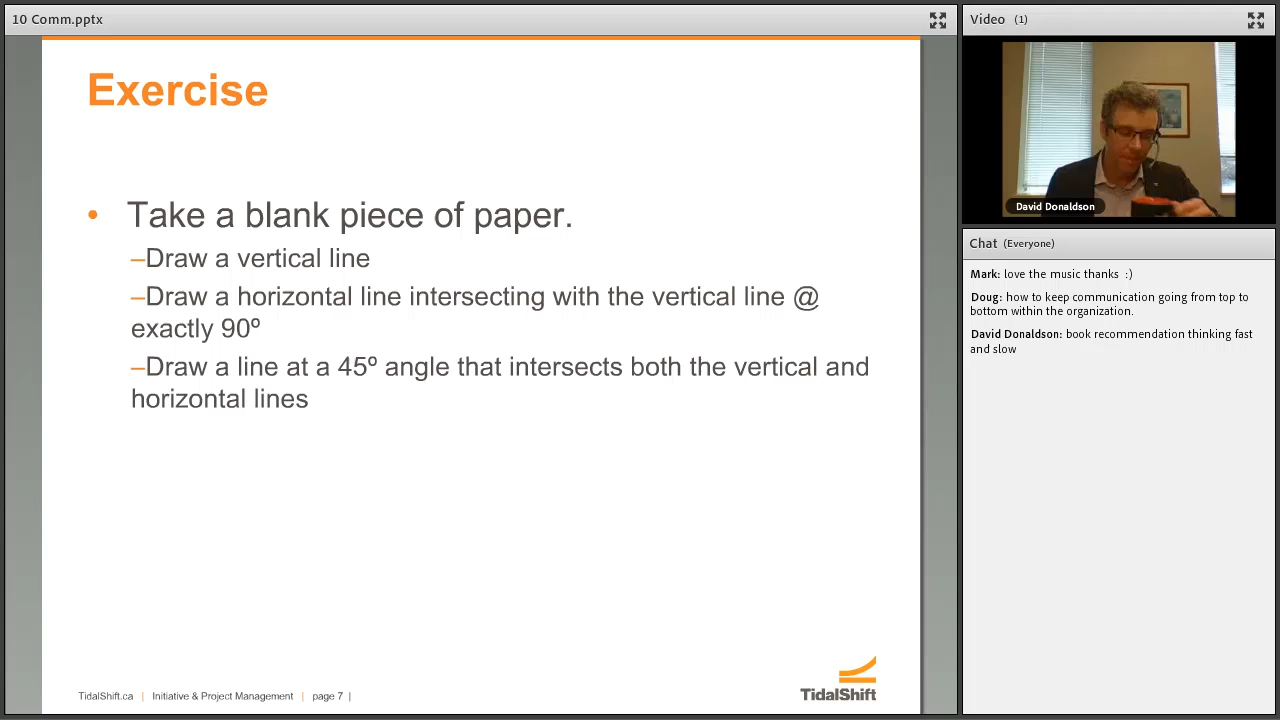 10 Comm.pptx
Exercise
• Take a blank piece of paper.
–Draw a vertical line
–Draw a horizontal line intersecting with the vertical line @
exactly 90º
–Draw a line at a 45º angle that intersects both the vertical and
horizontal lines
TidalShift.ca | Initiative & Project Management | page 7 |
TidalShift
Video (1)
David Donaldson
Chat (Everyone)
Mark: love the music thanks :)
Doug: how to keep communication going from top to
bottom within the organization.
David Donaldson: book recommendation thinking fast
and slow